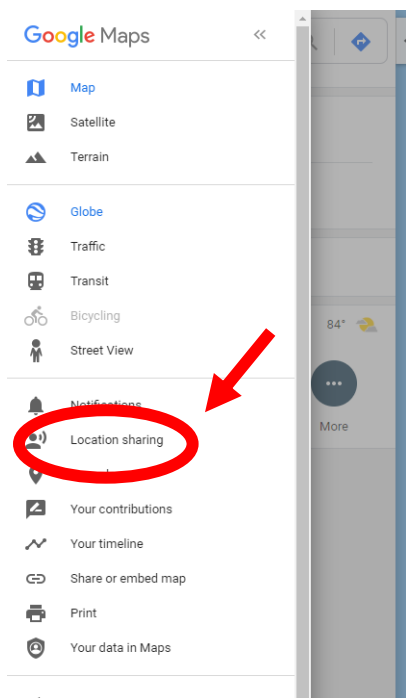 Google Maps
Map
Satellite
Terrain
Globe
Traffic
Transit
Bicycling
84°
Street View
Notifications
More
Location sharing
Your contributions
Your timeline
Share or embed map
Print
Your data in Maps